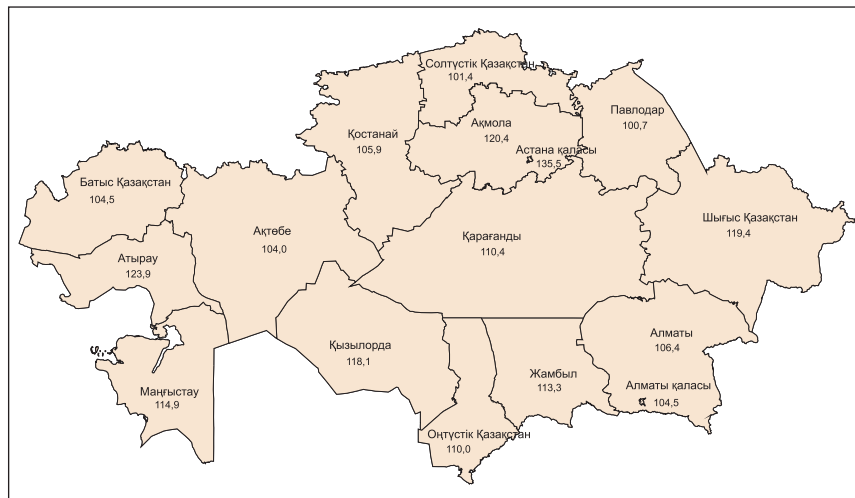 Солтүстік Қазақстан
101,4
Павлодар
100,7
Ақмола
120,4
Қостанай
105,9
Астана қаласы
135,5
Батыс Қазақстан
104,5
Шығыс Қазақстан
119,4
Ақтөбе
104,0
Қарағанды
110,4
Атырау
123,9
Алматы
106,4
Қызылорда
118,1
Жамбыл
113,3
Маңғыстау
114,9
Алматы қаласы
104,5
Оңтүстік Қазақстан
110,0